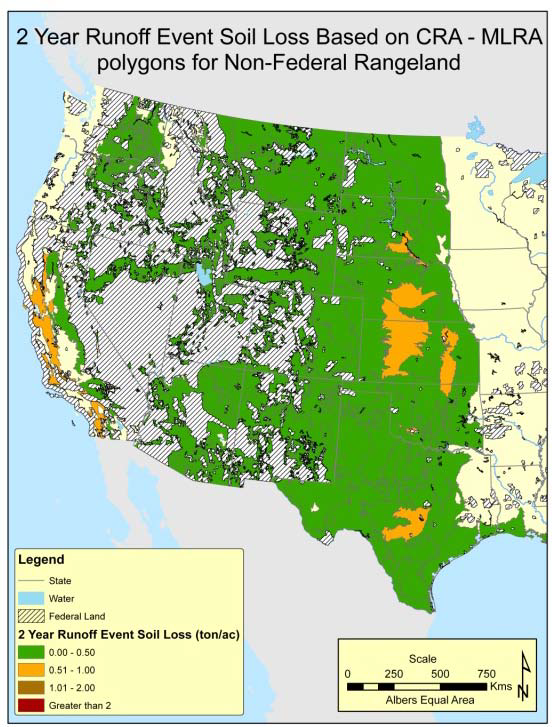 2 Year Runoff Event Soil Loss Based on CRA - MLRA
polygons for Non-Federal Rangeland
Legend
State
Water
Federal Land
2 Year Runoff Event Soil Loss (ton/ac)
0.00 - 0.50
0.51 - 1.00
1.01 - 2.00
Greater than 2
Scale
0 250 500 750
Kms
Albers Equal Area
N